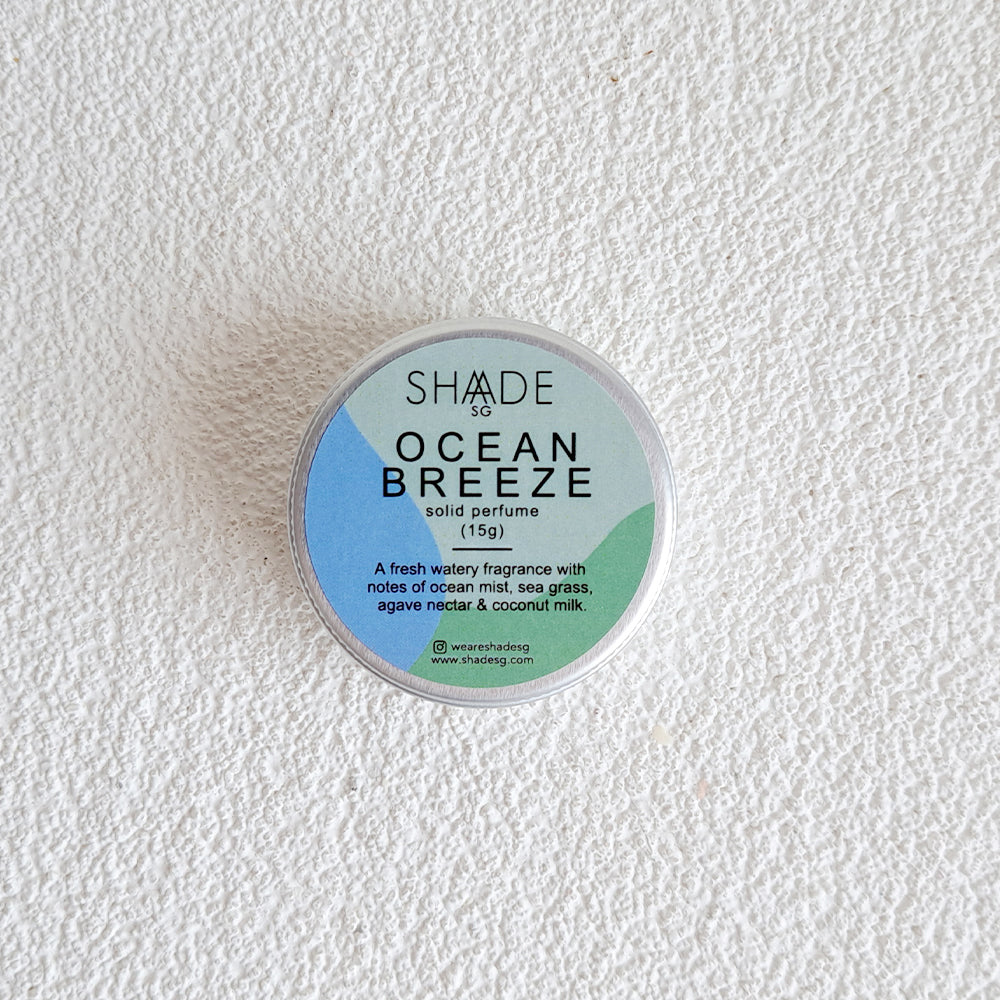 SHADE
SG
OCEAN
BREEZE
solid perfume
(15g)
A fresh watery fragrance with
notes of ocean mist, sea grass,
agave nectar & coconut milk.
weareshadesg
www.shadesg.com